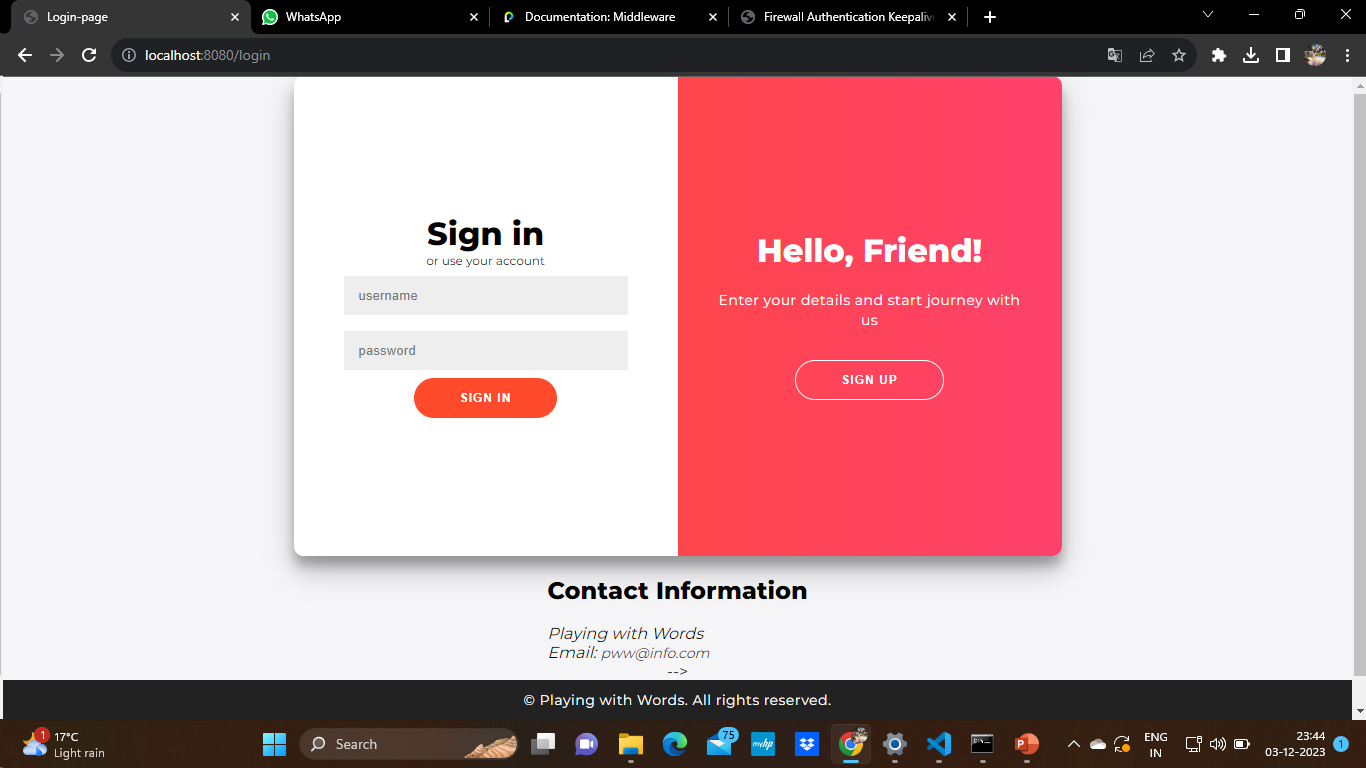 Login-page
WhatsApp
Documentation: Middleware
Firewall Authentication Keepaliv
localhost:8080/login
Sign in
or use your account
username
password
SIGN IN
Hello, Friend!
Enter your details and start journey with
us
SIGN UP
Contact Information
Playing with Words
Email: pww@info.com
-->
© Playing with Words. All rights reserved.
1
17°C
Light rain
Search
75
myhp
ENG
IN
23:44
03-12-2023
1